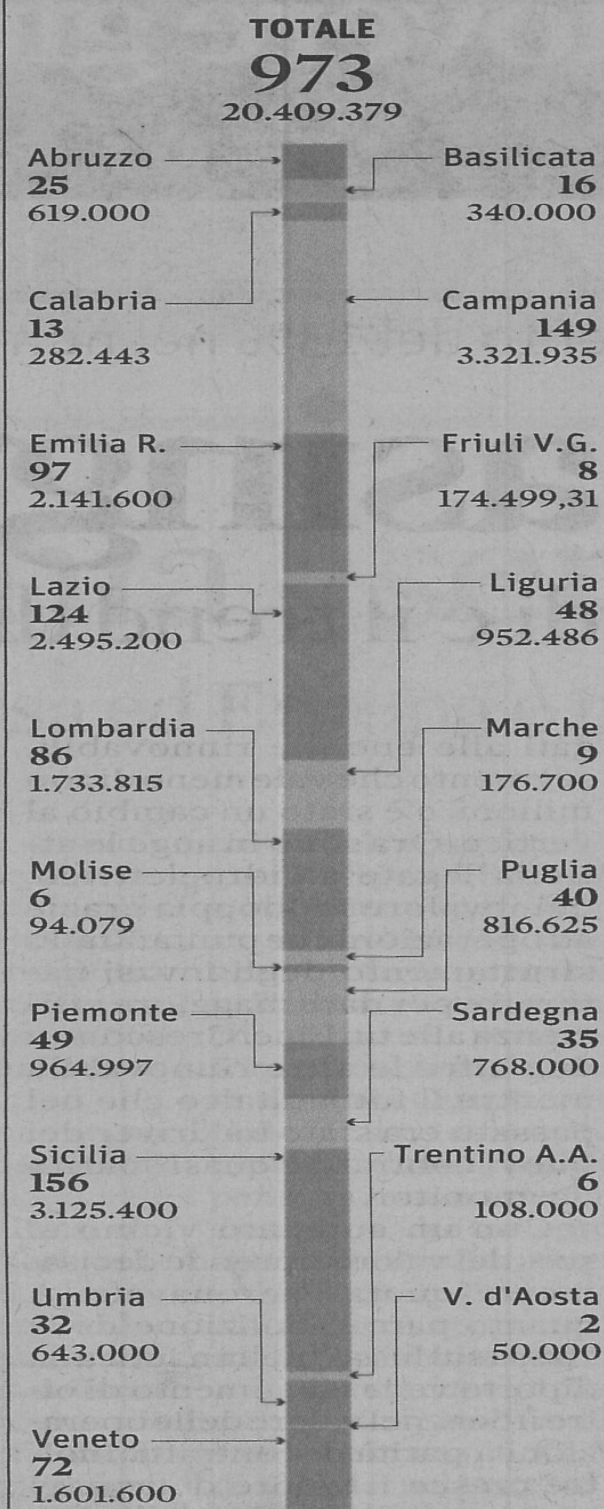 TOTALE
973
20.409.379
Abruzzo
25
619.000
Basilicata
16
340.000
Calabria
13
282.443
Campania
149
3.321.935
Emilia R.
97
2.141.600
Friuli V.G.
8
174.499,31
Lazio
124
2.495.200
Liguria
48
952.486
Lombardia
86
1.733.815
Marche
9
176.700
Molise
6
94.079
Puglia
40
816.625
Piemonte
49
964.997
Sardegna
35
768.000
Sicilia
156
3.125.400
Trentino A.A.
6
108.000
Umbria
32
643.000
V. d'Aosta
2
50.000
Veneto
72
1.601.600